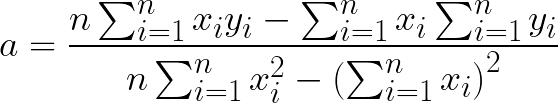 a = \frac{n \sum_{i=1}^{n} x_i y_i - \sum_{i=1}^{n} x_i \sum_{i=1}^{n} y_i}{n \sum_{i=1}^{n} x_i^2 - \left( \sum_{i=1}^{n} x_i \right)^2}